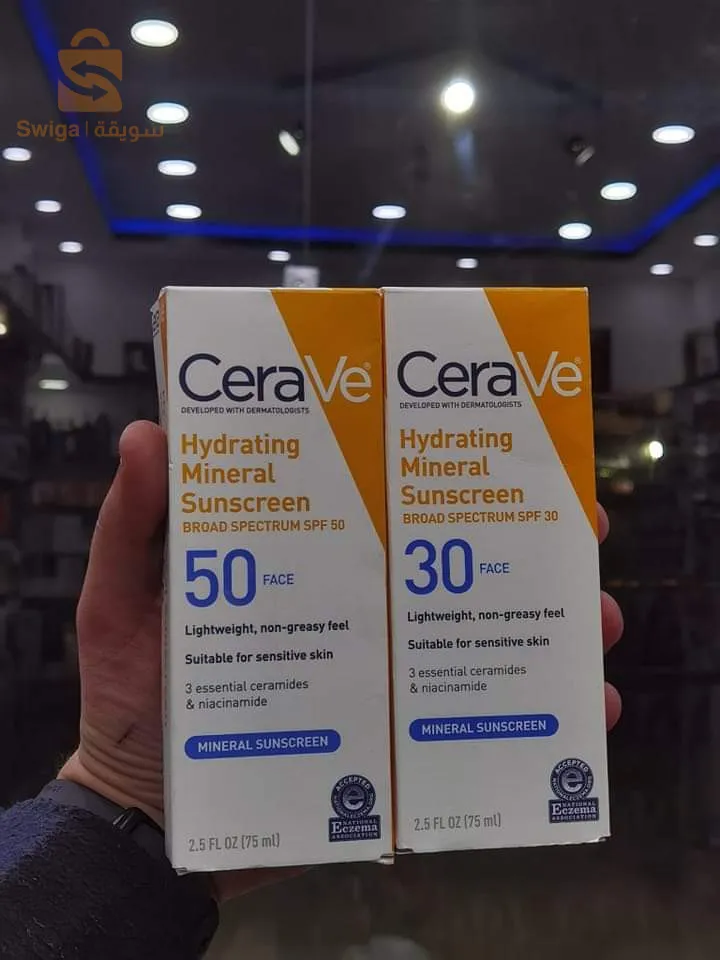 Swiga | سويقة
CeraVe®
DEVELOPED WITH DERMATOLOGISTS
Hydrating
Mineral
Sunscreen
BROAD SPECTRUM SPF 50
50 FACE
Lightweight, non-greasy feel
Suitable for sensitive skin
3 essential ceramides
& niacinamide
MINERAL SUNSCREEN
ACCEPTED
e
NATIONAL
Eczema
ASSOCIATION
2.5 FL OZ (75 ml)
CeraVe®
DEVELOPED WITH DERMATOLOGISTS
Hydrating
Mineral
Sunscreen
BROAD SPECTRUM SPF 30
30 FACE
Lightweight, non-greasy feel
Suitable for sensitive skin
3 essential ceramides
& niacinamide
MINERAL SUNSCREEN
ACCEPTED
e
NATIONAL
Eczema
ASSOCIATION
2.5 FL OZ (75 ml)